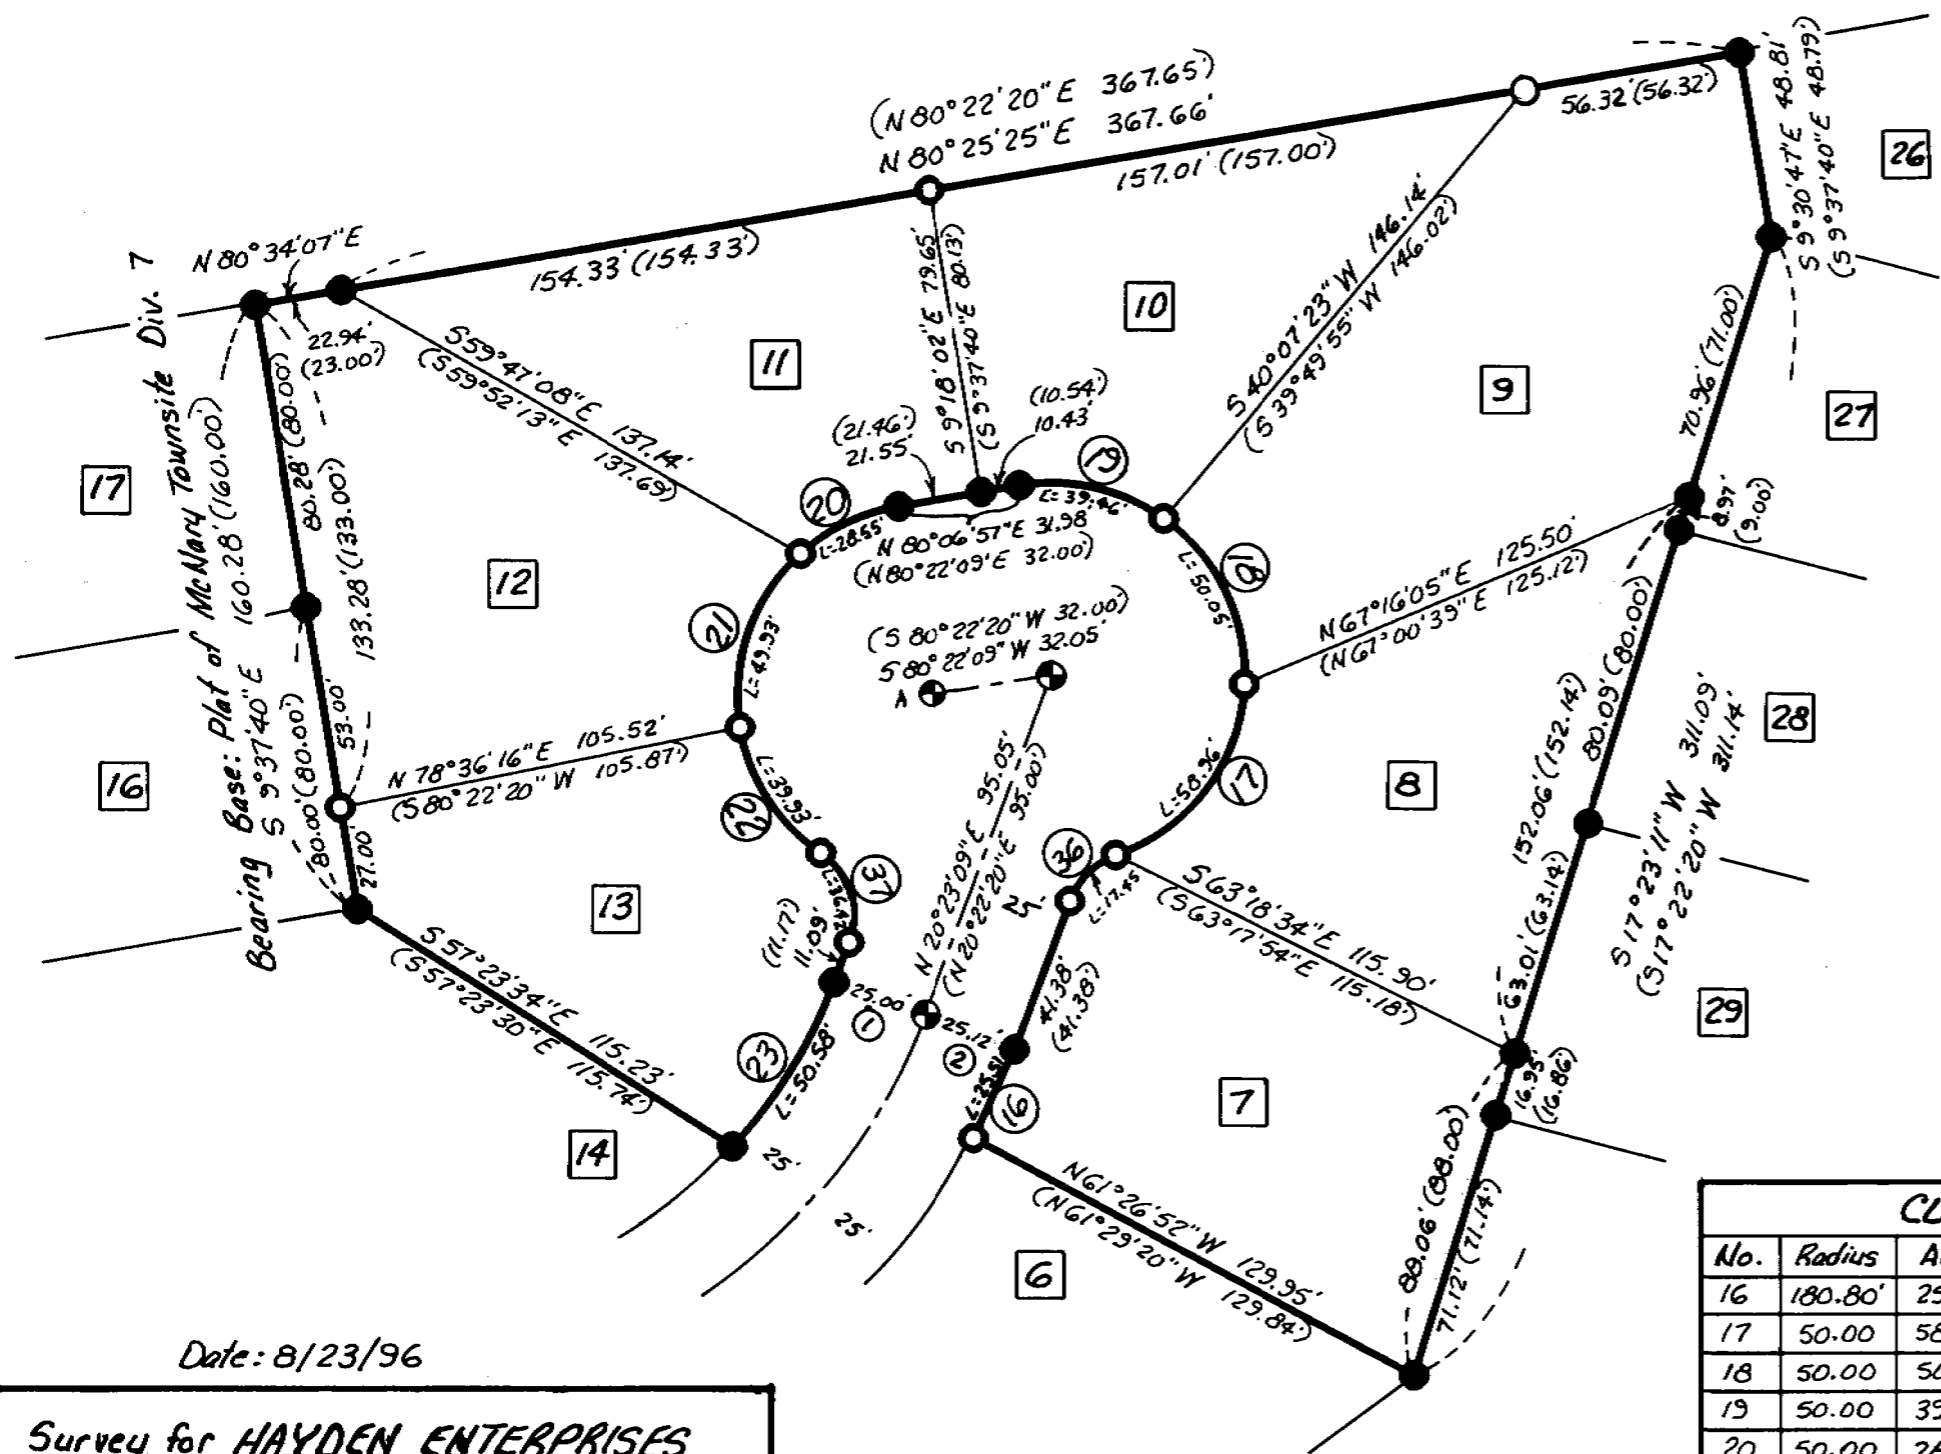 (N 80° 22' 20" E 367.65')
N 80° 25' 25" E 367.66'
56.32' (56.32')
157.01' (157.00')
S 9° 30' 47" E 48.81'
(S 9° 37' 40" E 48.79')
26
N 80° 34' 07" E
154.33' (154.33')
22.94'
(23.00')
Bearing Base: Plat of McNary Townsite Div. 7
S 9° 37' 40" E 160.28' (160.00')
80.28' (80.00')
133.28' (133.00')
S 59° 47' 08" E 137.14'
(S 59° 52' 13" E 137.69')
11
S 9° 18' 02" E 79.65'
(S 9° 37' 40" E 80.13')
10
S 40° 07' 23" W 146.14'
(S 39° 49' 55" W 146.02')
9
70.96' (71.00')
27
17
(21.46')
21.55'
(10.54')
10.43'
20
L=28.55'
19
L=39.46'
N 80° 06' 57" E 31.98'
(N 80° 22' 09" E 32.00')
8.97'
(9.00')
12
21
L=49.93'
18
L=50.05'
(S 80° 22' 20" W 32.00')
S 80° 22' 09" W 32.05'
A
N 67° 16' 05" E 125.50'
(N 67° 00' 39" E 125.12')
80.09' (80.00')
152.06' (152.14')
28
S 17° 23' 11" W 311.09'
(S 17° 22' 20" W 311.14')
16
80.00' (80.00')
53.00'
27.00'
N 78° 36' 16" E 105.52'
(S 80° 22' 20" W 105.87')
22
L=39.93'
N 20° 23' 09" E 95.05'
(N 20° 22' 20" E 95.00')
17
L=58.96'
8
36
L=17.45'
25'
37
13
(11.17')
11.09'
S 63° 18' 34" E 115.90'
(S 63° 17' 54" E 115.18')
63.01' (63.14')
29
S 57° 23' 34" E 115.23'
(S 57° 23' 30" E 115.74')
25.00'
1
25.12'
2
41.38'
(41.38')
23
L=50.58'
16
7
16.95'
(16.86')
88.06' (88.00')
71.12' (71.14')
14
25'
25'
N 61° 26' 52" W 129.95'
(N 61° 29' 20" W 129.84')
6
Date: 8/23/96
Survey for HAYDEN ENTERPRISES
No. Radius
16 180.80'
17 50.00 58
18 50.00
19 50.00 39
20 50.00